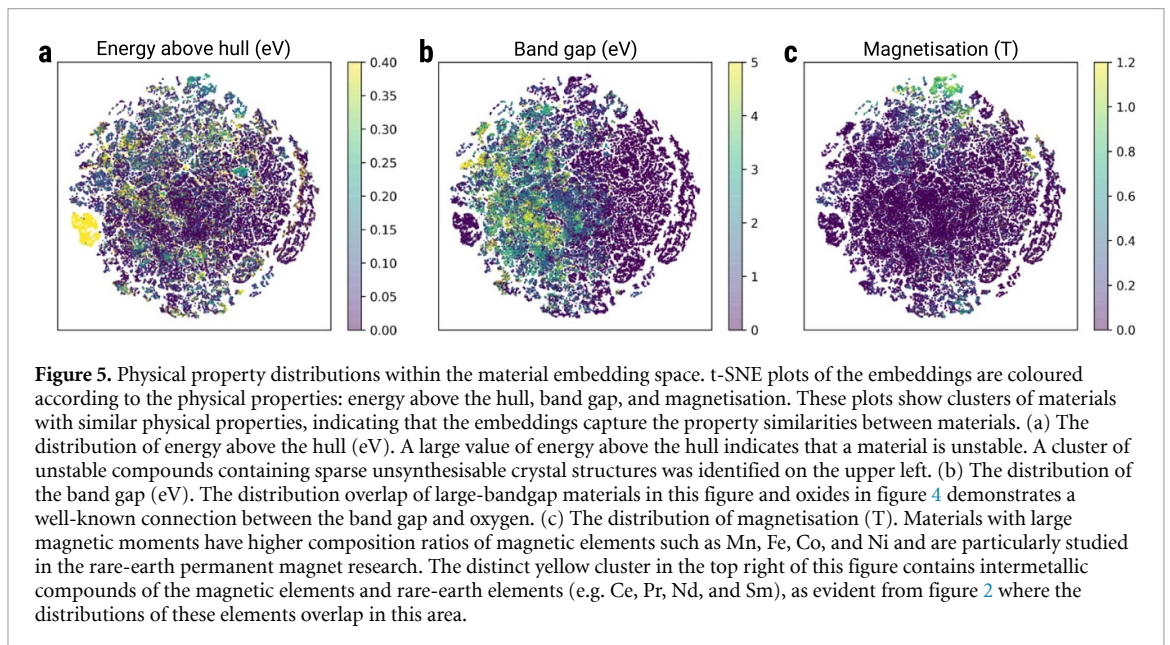 a Energy above hull (eV)
b Band gap (eV)
c Magnetisation (T)
0.40
0.35
0.30
0.25
0.20
0.15
0.10
0.05
0.00
5
4
3
2
1
0
1.2
1.0
0.8
0.6
0.4
0.2
0.0
Figure 5. Physical property distributions within the material embedding space. t-SNE plots of the embeddings are coloured
according to the physical properties: energy above the hull, band gap, and magnetisation. These plots show clusters of materials
with similar physical properties, indicating that the embeddings capture the property similarities between materials. (a) The
distribution of energy above the hull (eV). A large value of energy above the hull indicates that a material is unstable. A cluster of
unstable compounds containing sparse unsynthesisable crystal structures was identified on the upper left. (b) The distribution of
the band gap (eV). The distribution overlap of large-bandgap materials in this figure and oxides in figure 4 demonstrates a
well-known connection between the band gap and oxygen. (c) The distribution of magnetisation (T). Materials with large
magnetic moments have higher composition ratios of magnetic elements such as Mn, Fe, Co, and Ni and are particularly studied
in the rare-earth permanent magnet research. The distinct yellow cluster in the top right of this figure contains intermetallic
compounds of the magnetic elements and rare-earth elements (e.g. Ce, Pr, Nd, and Sm), as evident from figure 2 where the
distributions of these elements overlap in this area.